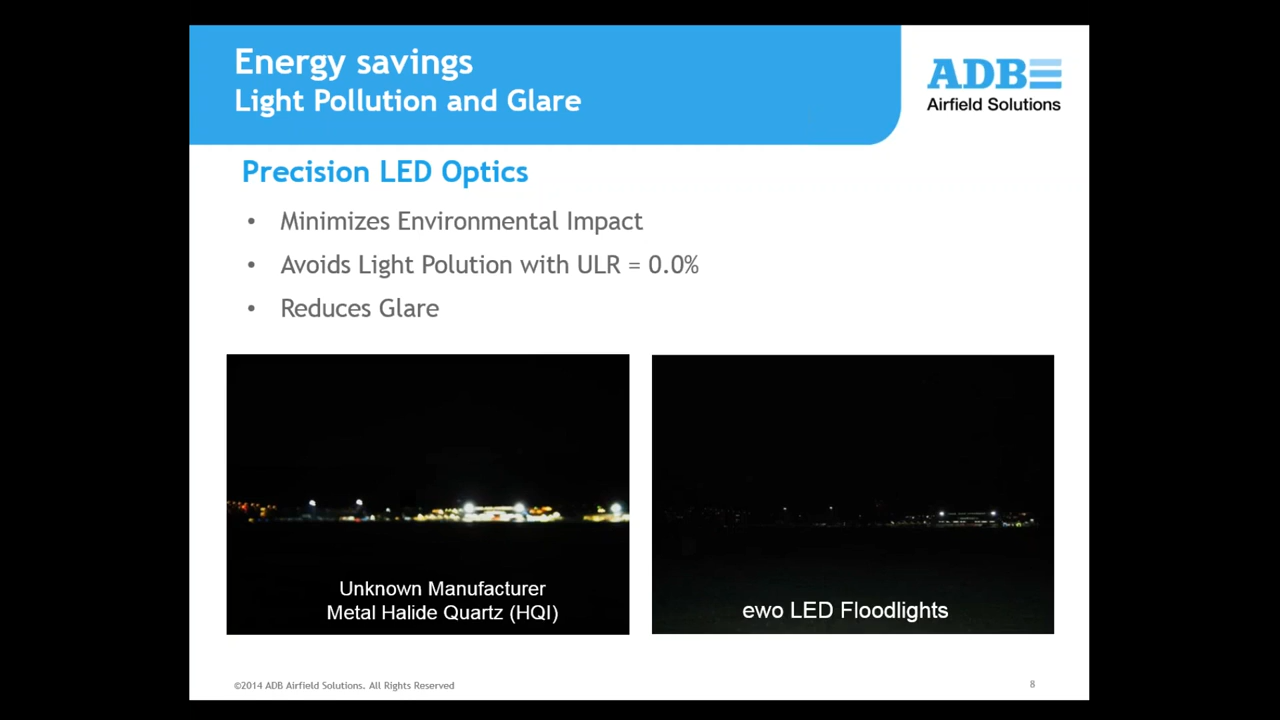 Energy savings
Light Pollution and Glare
ADB
Airfield Solutions
Precision LED Optics
• Minimizes Environmental Impact
• Avoids Light Polution with ULR = 0.0%
• Reduces Glare
Unknown Manufacturer
Metal Halide Quartz (HQI)
ewo LED Floodlights
©2014 ADB Airfield Solutions. All Rights Reserved
8